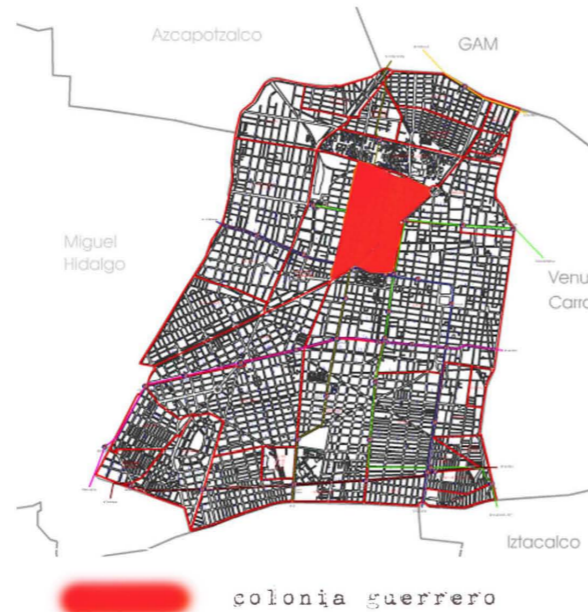 Azcapotzalco
GAM
Miguel
Hidalgo
Venu
Carra
Iztacalco
colonia guerrero